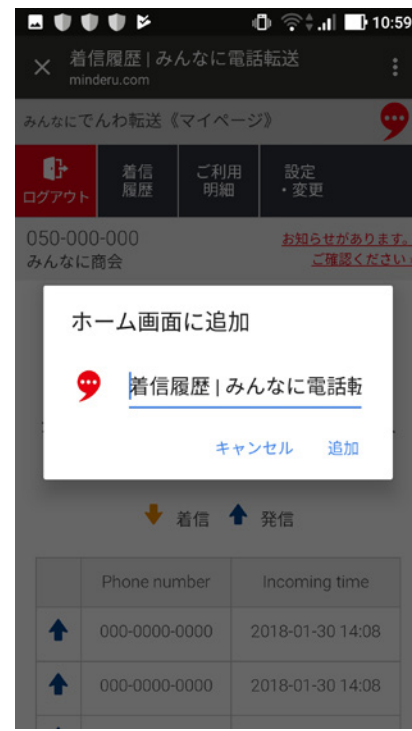 10:59
着信履歴 | みんなに電話転送
minderu.com
みんなにでんわ転送《マイページ》
ログアウト
着信
履歴
ご利用
明細
設定
・変更
050-000-000
みんなに商会
お知らせがあります。
ご確認ください
ホーム画面に追加
着信履歴 | みんなに電話転
キャンセル 追加
着信 発信
Phone number Incoming time
000-0000-0000 2018-01-30 14:08
000-0000-0000 2018-01-30 14:08